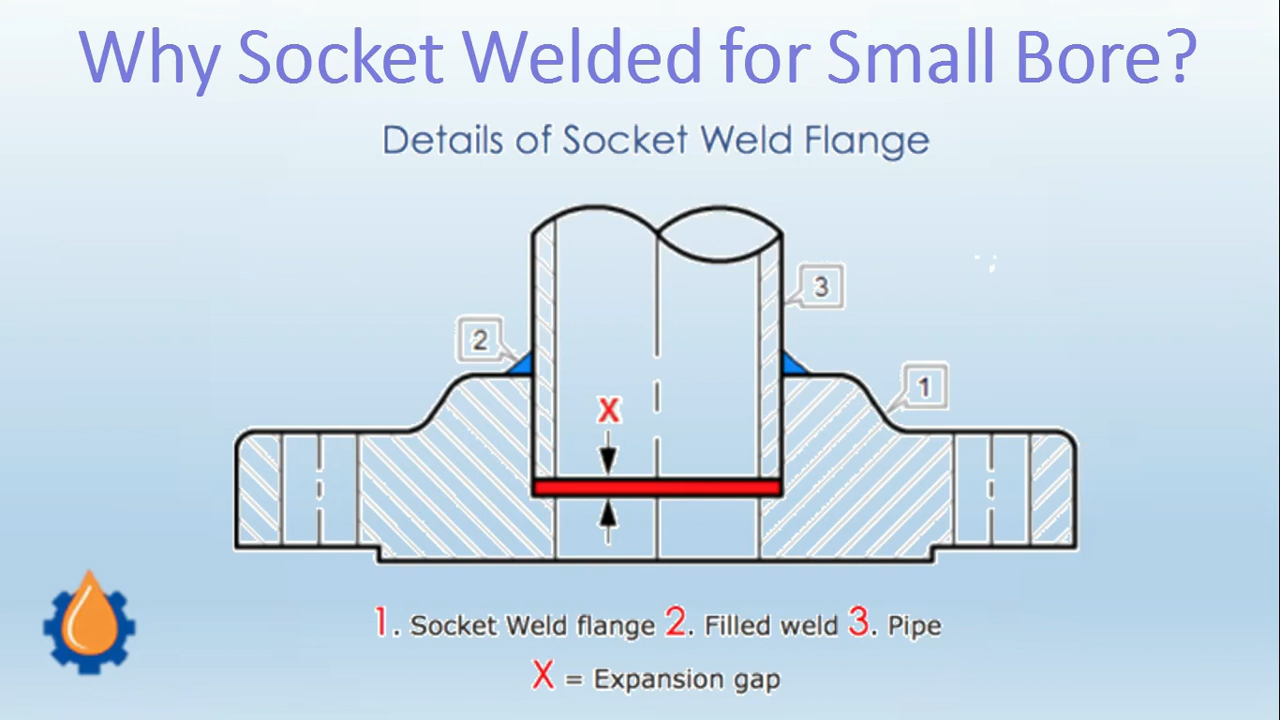 Why Socket Welded for Small Bore?
Details of Socket Weld Flange
3
2
1
X
1. Socket Weld flange 2. Filled weld 3. Pipe
X = Expansion gap